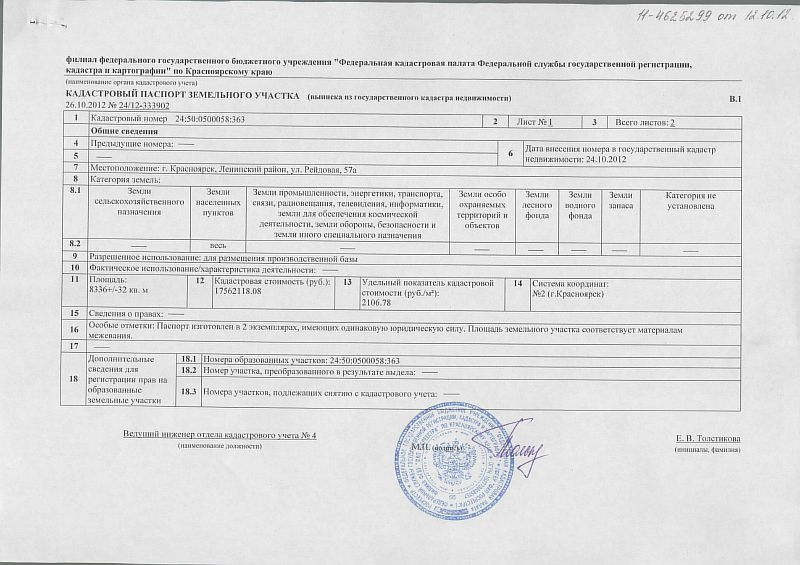 Н-4625299 от 12.10.12
филиал федерального государственного бюджетного учреждения "Федеральная кадастровая палата Федеральной службы государственной регистрации,
кадастра и картографии" по Красноярскому краю
(наименование органа кадастрового учета)
КАДАСТРОВЫЙ ПАСПОРТ ЗЕМЕЛЬНОГО УЧАСТКА (выписка из государственного кадастра недвижимости) В.1
26.10.2012 № 24/12-333902
1 Кадастровый номер 24:50:0500058:363 2 Лист № 1 3 Всего листов: 2
Общие сведения
4 Предыдущие номера: ——
5 ——
6 Дата внесения номера в государственный кадастр
недвижимости: 24.10.2012
7 Местоположение: г. Красноярск, Ленинский район, ул. Рейдовая, 57а
8 Категория земель:
8.1 Земли
сельскохозяйственного
назначения
Земли
населенных
пунктов
Земли промышленности, энергетики, транспорта,
связи, радиовещания, телевидения, информатики,
земли для обеспечения космической
деятельности, земли обороны, безопасности и
земли иного специального назначения
Земли особо
охраняемых
территорий и
объектов
Земли
лесного
фонда
Земли
водного
фонда
Земли
запаса
Категория не
установлена
8.2 —— весь —— —— —— —— —— ——
9 Разрешенное использование: для размещения производственной базы
10 Фактическое использование/характеристика деятельности: ——
11 Площадь:
8336+/-32 кв. м
12 Кадастровая стоимость (руб.):
17562118.08
13 Удельный показатель кадастровой
стоимости (руб./м²):
2106.78
14 Система координат:
№2 (г.Красноярск)
15 Сведения о правах: ——
16 Особые отметки: Паспорт изготовлен в 2 экземплярах, имеющих одинаковую юридическую силу. Площадь земельного участка соответствует материалам
межевания.
17 ——
18 Дополнительные
сведения для
регистрации прав на
образованные
земельные участки
18.1 Номера образованных участков: 24:50:0500058:363
18.2 Номер участка, преобразованного в результате выдела: ——
18.3 Номера участков, подлежащих снятию с кадастрового учета: ——
Ведущий инженер отдела кадастрового учета № 4
(наименование должности)
М.П. (подпись)
Е. В. Толстикова
(инициалы, фамилия)